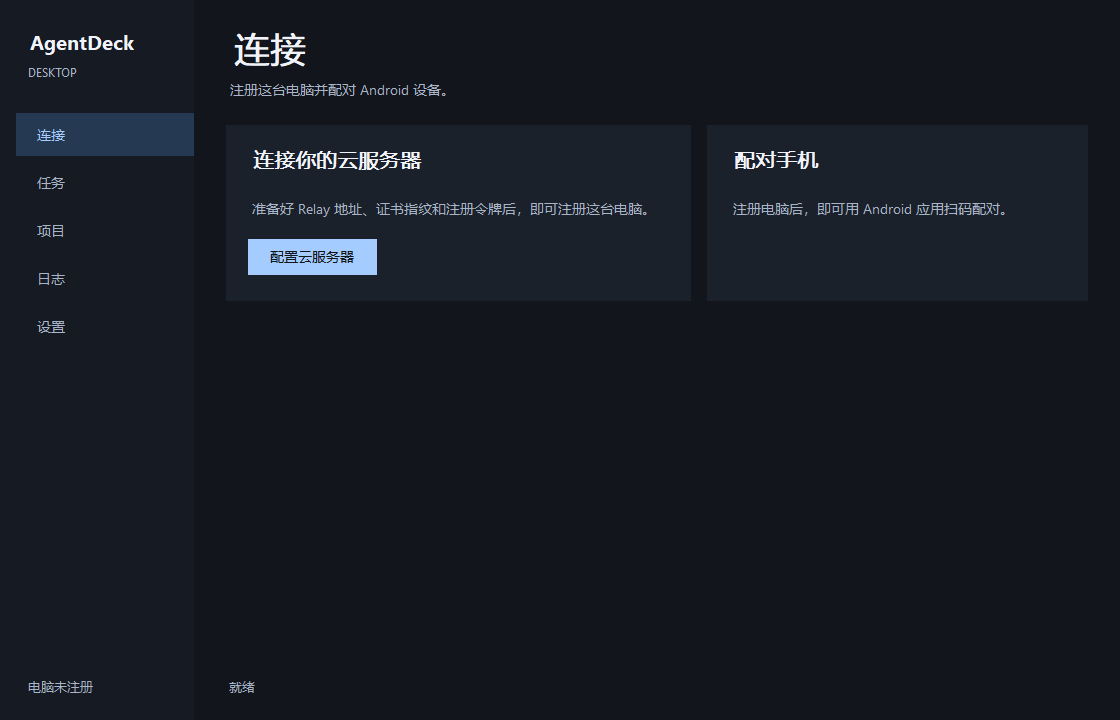 AgentDeck
DESKTOP
连接
任务
项目
日志
设置
电脑未注册
连接
注册这台电脑并配对 Android 设备。
连接你的云服务器
准备好 Relay 地址、证书指纹和注册令牌后，即可注册这台电脑。
配置云服务器
配对手机
注册电脑后，即可用 Android 应用扫码配对。
就绪